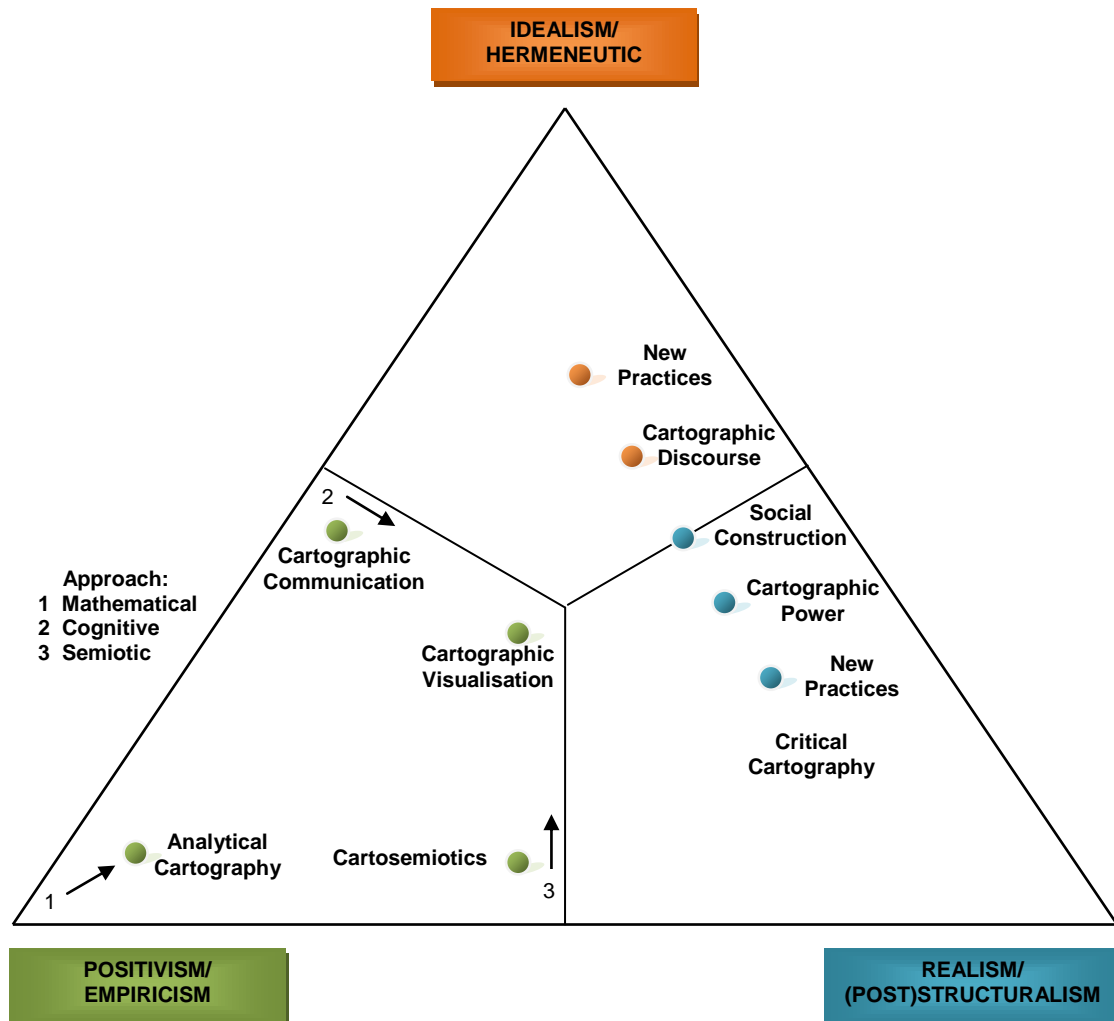 IDEALISM/
HERMENEUTIC
New
Practices
Cartographic
Discourse
2
Social
Construction
Cartographic
Communication
Approach:
1 Mathematical
2 Cognitive
3 Semiotic
Cartographic
Power
Cartographic
Visualisation
New
Practices
Critical
Cartography
Analytical
Cartography
Cartosemiotics
1
3
POSITIVISM/
EMPIRICISM
REALISM/
(POST)STRUCTURALISM